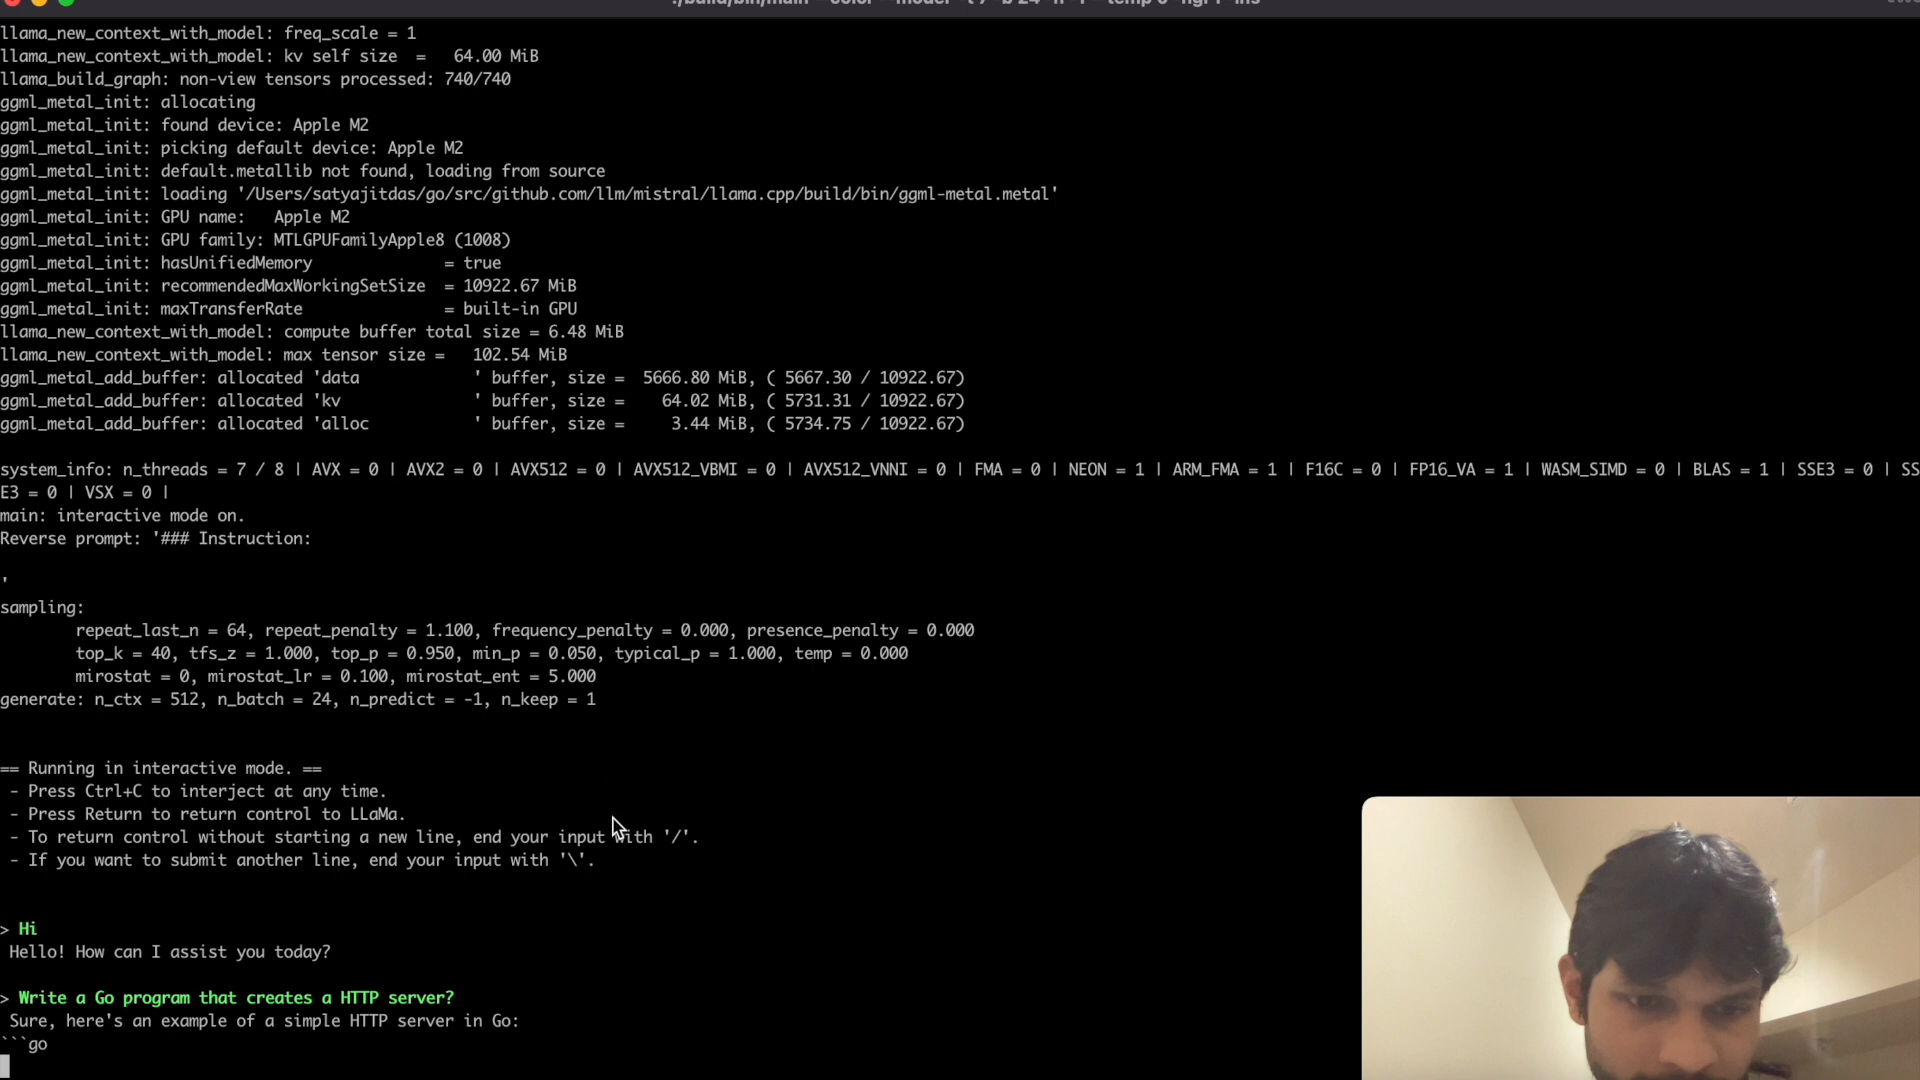 ./build/bin/main --color --model
llama_new_context_with_model: freq_scale = 1
llama_new_context_with_model: kv self size  =   64.00 MiB
llama_build_graph: non-view tensors processed: 740/740
ggml_metal_init: allocating
ggml_metal_init: found device: Apple M2
ggml_metal_init: picking default device: Apple M2
ggml_metal_init: default.metallib not found, loading from source
ggml_metal_init: loading '/Users/satyajitdas/go/src/github.com/llm/mistral/llama.cpp/build/bin/ggml-metal.metal'
ggml_metal_init: GPU name:   Apple M2
ggml_metal_init: GPU family: MTLGPUFamilyApple8 (1008)
ggml_metal_init: hasUnifiedMemory              = true
ggml_metal_init: recommendedMaxWorkingSetSize  = 10922.67 MiB
ggml_metal_init: maxTransferRate               = built-in GPU
llama_new_context_with_model: compute buffer total size = 6.48 MiB
llama_new_context_with_model: max tensor size =   102.54 MiB
ggml_metal_add_buffer: allocated 'data            ' buffer, size =  5666.80 MiB, ( 5667.30 / 10922.67)
ggml_metal_add_buffer: allocated 'kv              ' buffer, size =    64.02 MiB, ( 5731.31 / 10922.67)
ggml_metal_add_buffer: allocated 'alloc           ' buffer, size =     3.44 MiB, ( 5734.75 / 10922.67)
system_info: n_threads = 7 / 8 | AVX = 0 | AVX2 = 0 | AVX512 = 0 | AVX512_VBMI = 0 | AVX512_VNNI = 0 | FMA = 0 | NEON = 1 | ARM_FMA = 1 | F16C = 0 | FP16_VA = 1 | WASM_SIMD = 0 | BLAS = 1 | SSE3 = 0 | SS
E3 = 0 | VSX = 0 |
main: interactive mode on.
Reverse prompt: '### Instruction:
'
sampling:
        repeat_last_n = 64, repeat_penalty = 1.100, frequency_penalty = 0.000, presence_penalty = 0.000
        top_k = 40, tfs_z = 1.000, top_p = 0.950, min_p = 0.050, typical_p = 1.000, temp = 0.000
        mirostat = 0, mirostat_lr = 0.100, mirostat_ent = 5.000
generate: n_ctx = 512, n_batch = 24, n_predict = -1, n_keep = 1
== Running in interactive mode. ==
 - Press Ctrl+C to interject at any time.
 - Press Return to return control to LLaMa.
 - To return control without starting a new line, end your input with '/'.
 - If you want to submit another line, end your input with '\'.
> Hi
 Hello! How can I assist you today?
> Write a Go program that creates a HTTP server?
 Sure, here's an example of a simple HTTP server in Go:
```go